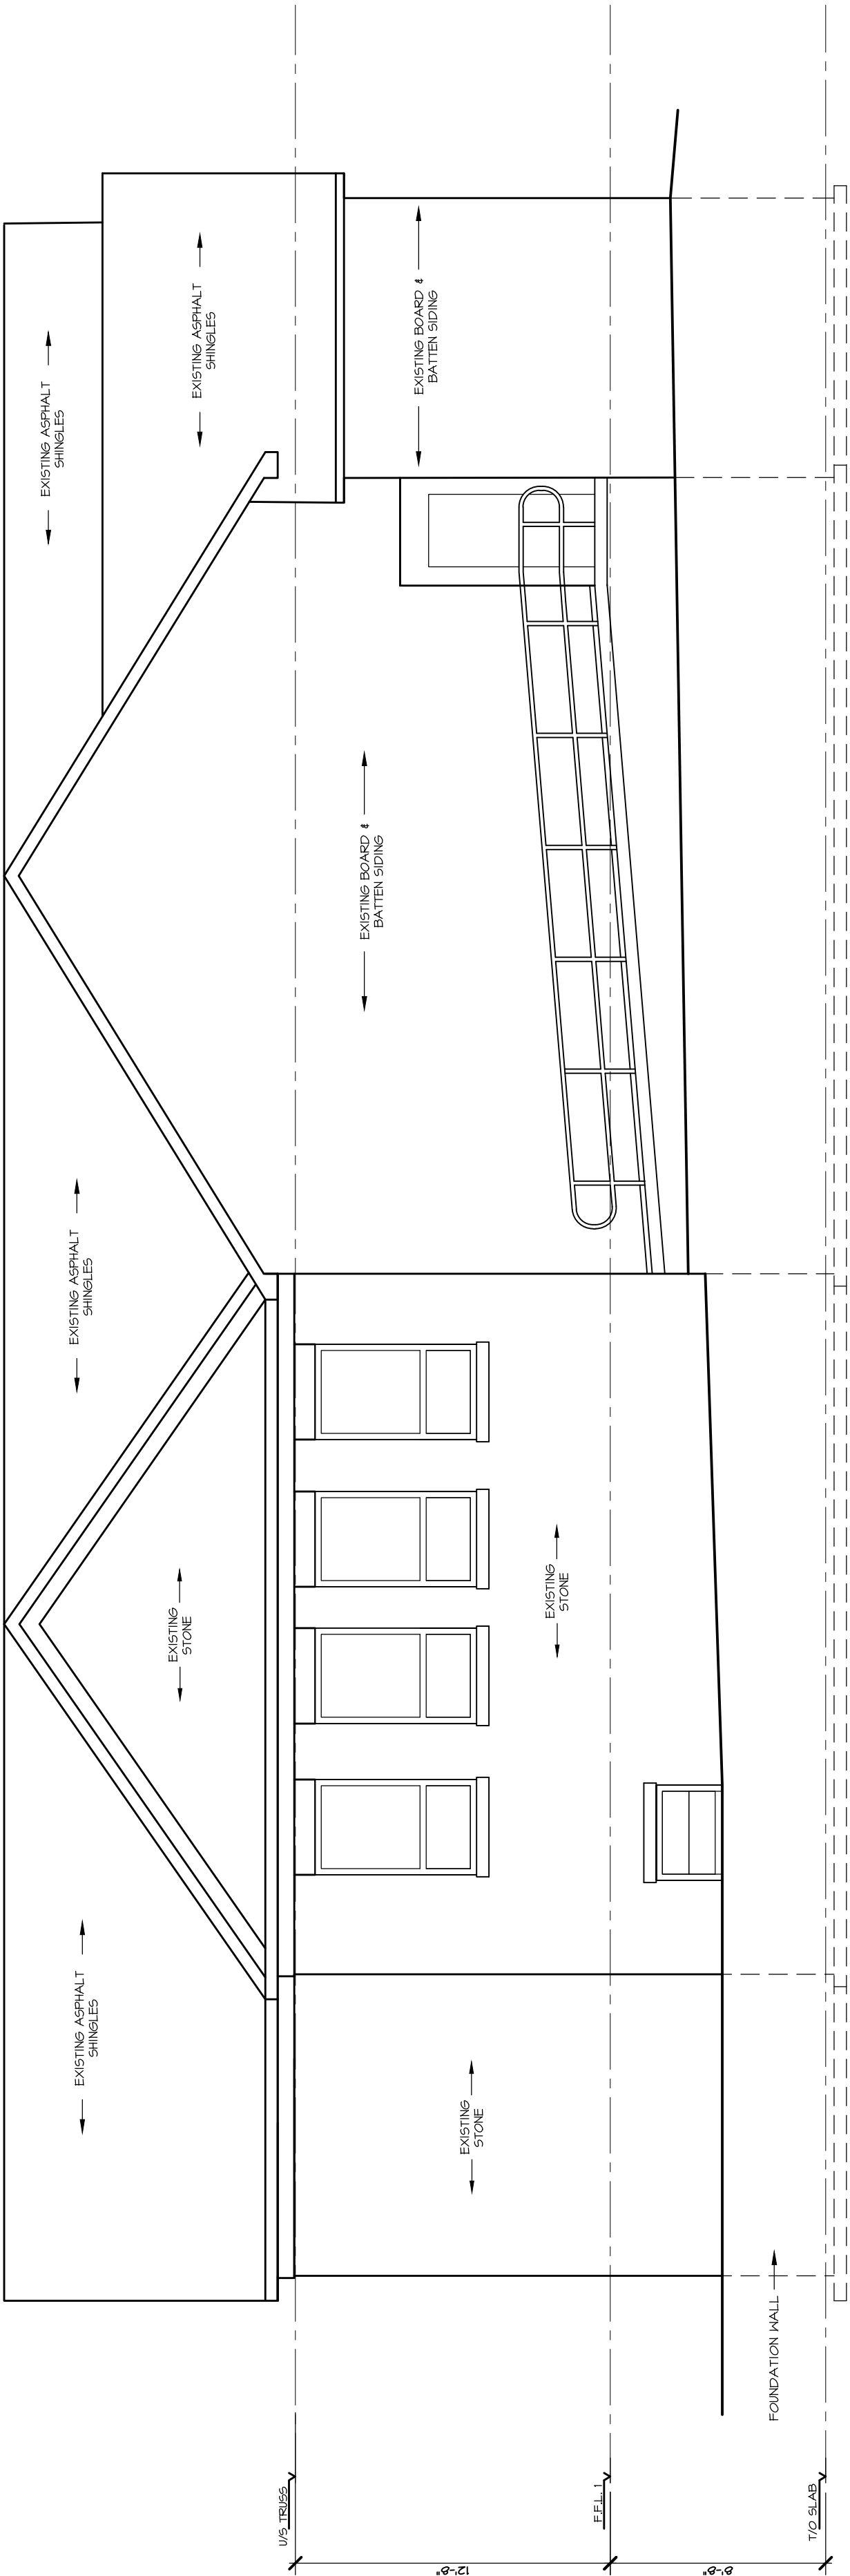 EXISTING ASPHALT
SHINGLES
EXISTING ASPHALT
SHINGLES
EXISTING ASPHALT
SHINGLES
EXISTING
STONE
EXISTING ASPHALT
SHINGLES
U/S TRUSS
EXISTING BOARD &
BATTEN SIDING
EXISTING BOARD &
BATTEN SIDING
12'-8"
EXISTING
STONE
EXISTING
STONE
F.F.L. 1
8'-8"
FOUNDATION WALL
T/O SLAB